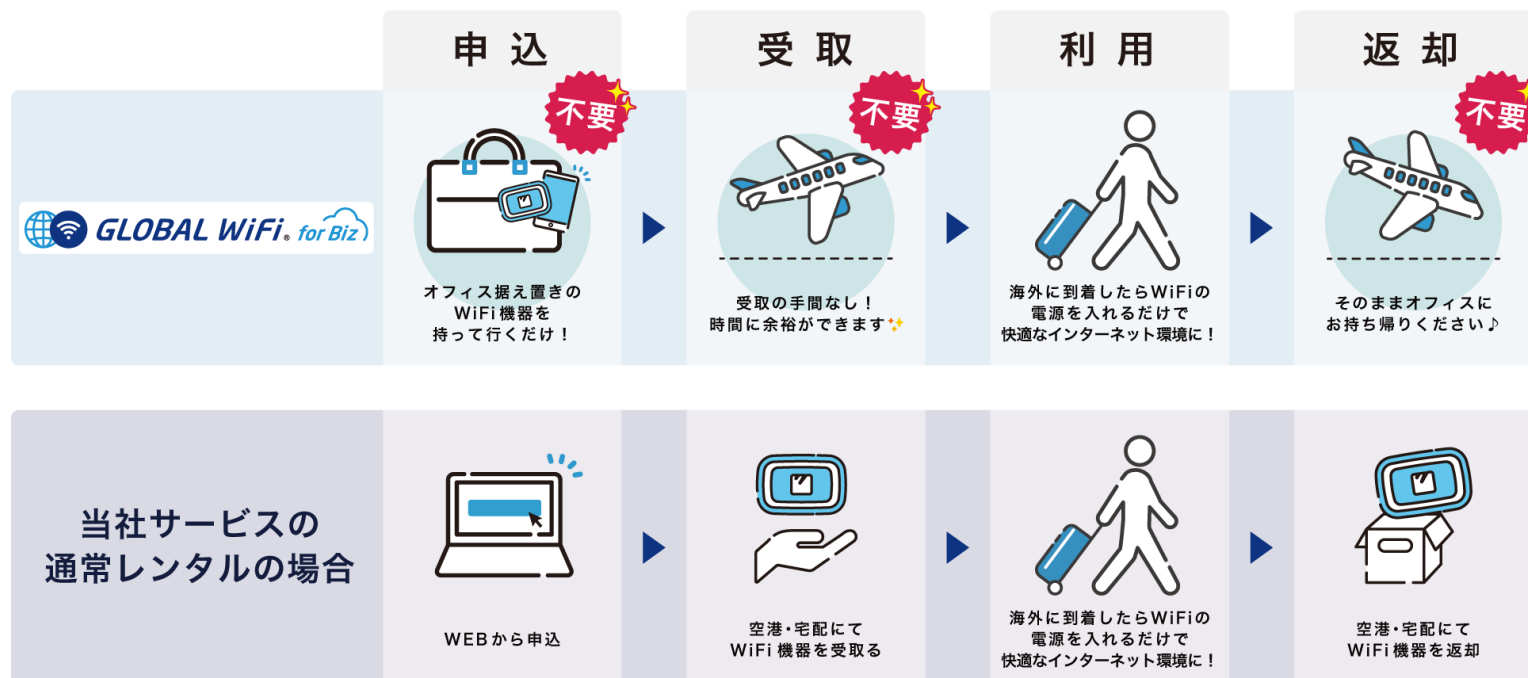 申込
受取
利用
返却
不要
不要
不要
GLOBAL WiFi® for Biz
オフィス据え置きの
WiFi機器を
持って行くだけ！
受取の手間なし！
時間に余裕ができます✨
海外に到着したらWiFiの
電源を入れるだけで
快適なインターネット環境に！
そのままオフィスに
お持ち帰りください♪
当社サービスの
通常レンタルの場合
WEBから申込
空港・宅配にて
WiFi機器を受取る
海外に到着したらWiFiの
電源を入れるだけで
快適なインターネット環境に！
空港・宅配にて
WiFi機器を返却